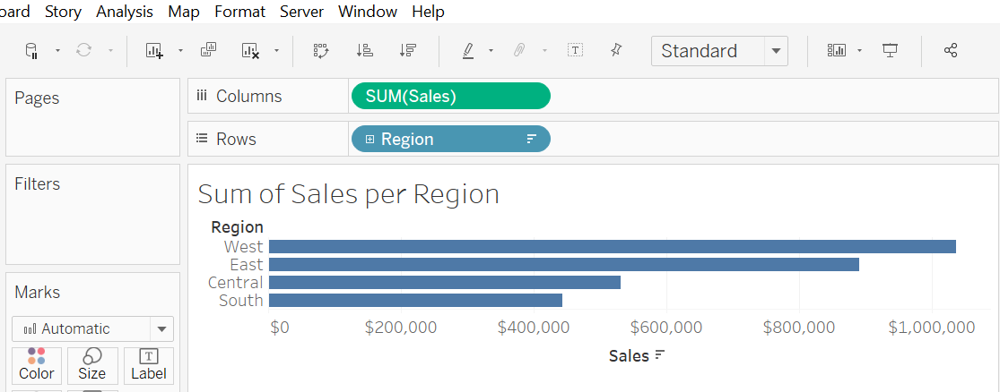 oard Story Analysis Map Format Server Window Help
Standard
Pages
Columns SUM(Sales)
Rows Region
Filters
Sum of Sales per Region
Region
West
East
Central
South
$0 $200,000 $400,000 $600,000 $800,000 $1,000,000
Sales
Marks
Automatic
Color Size Label